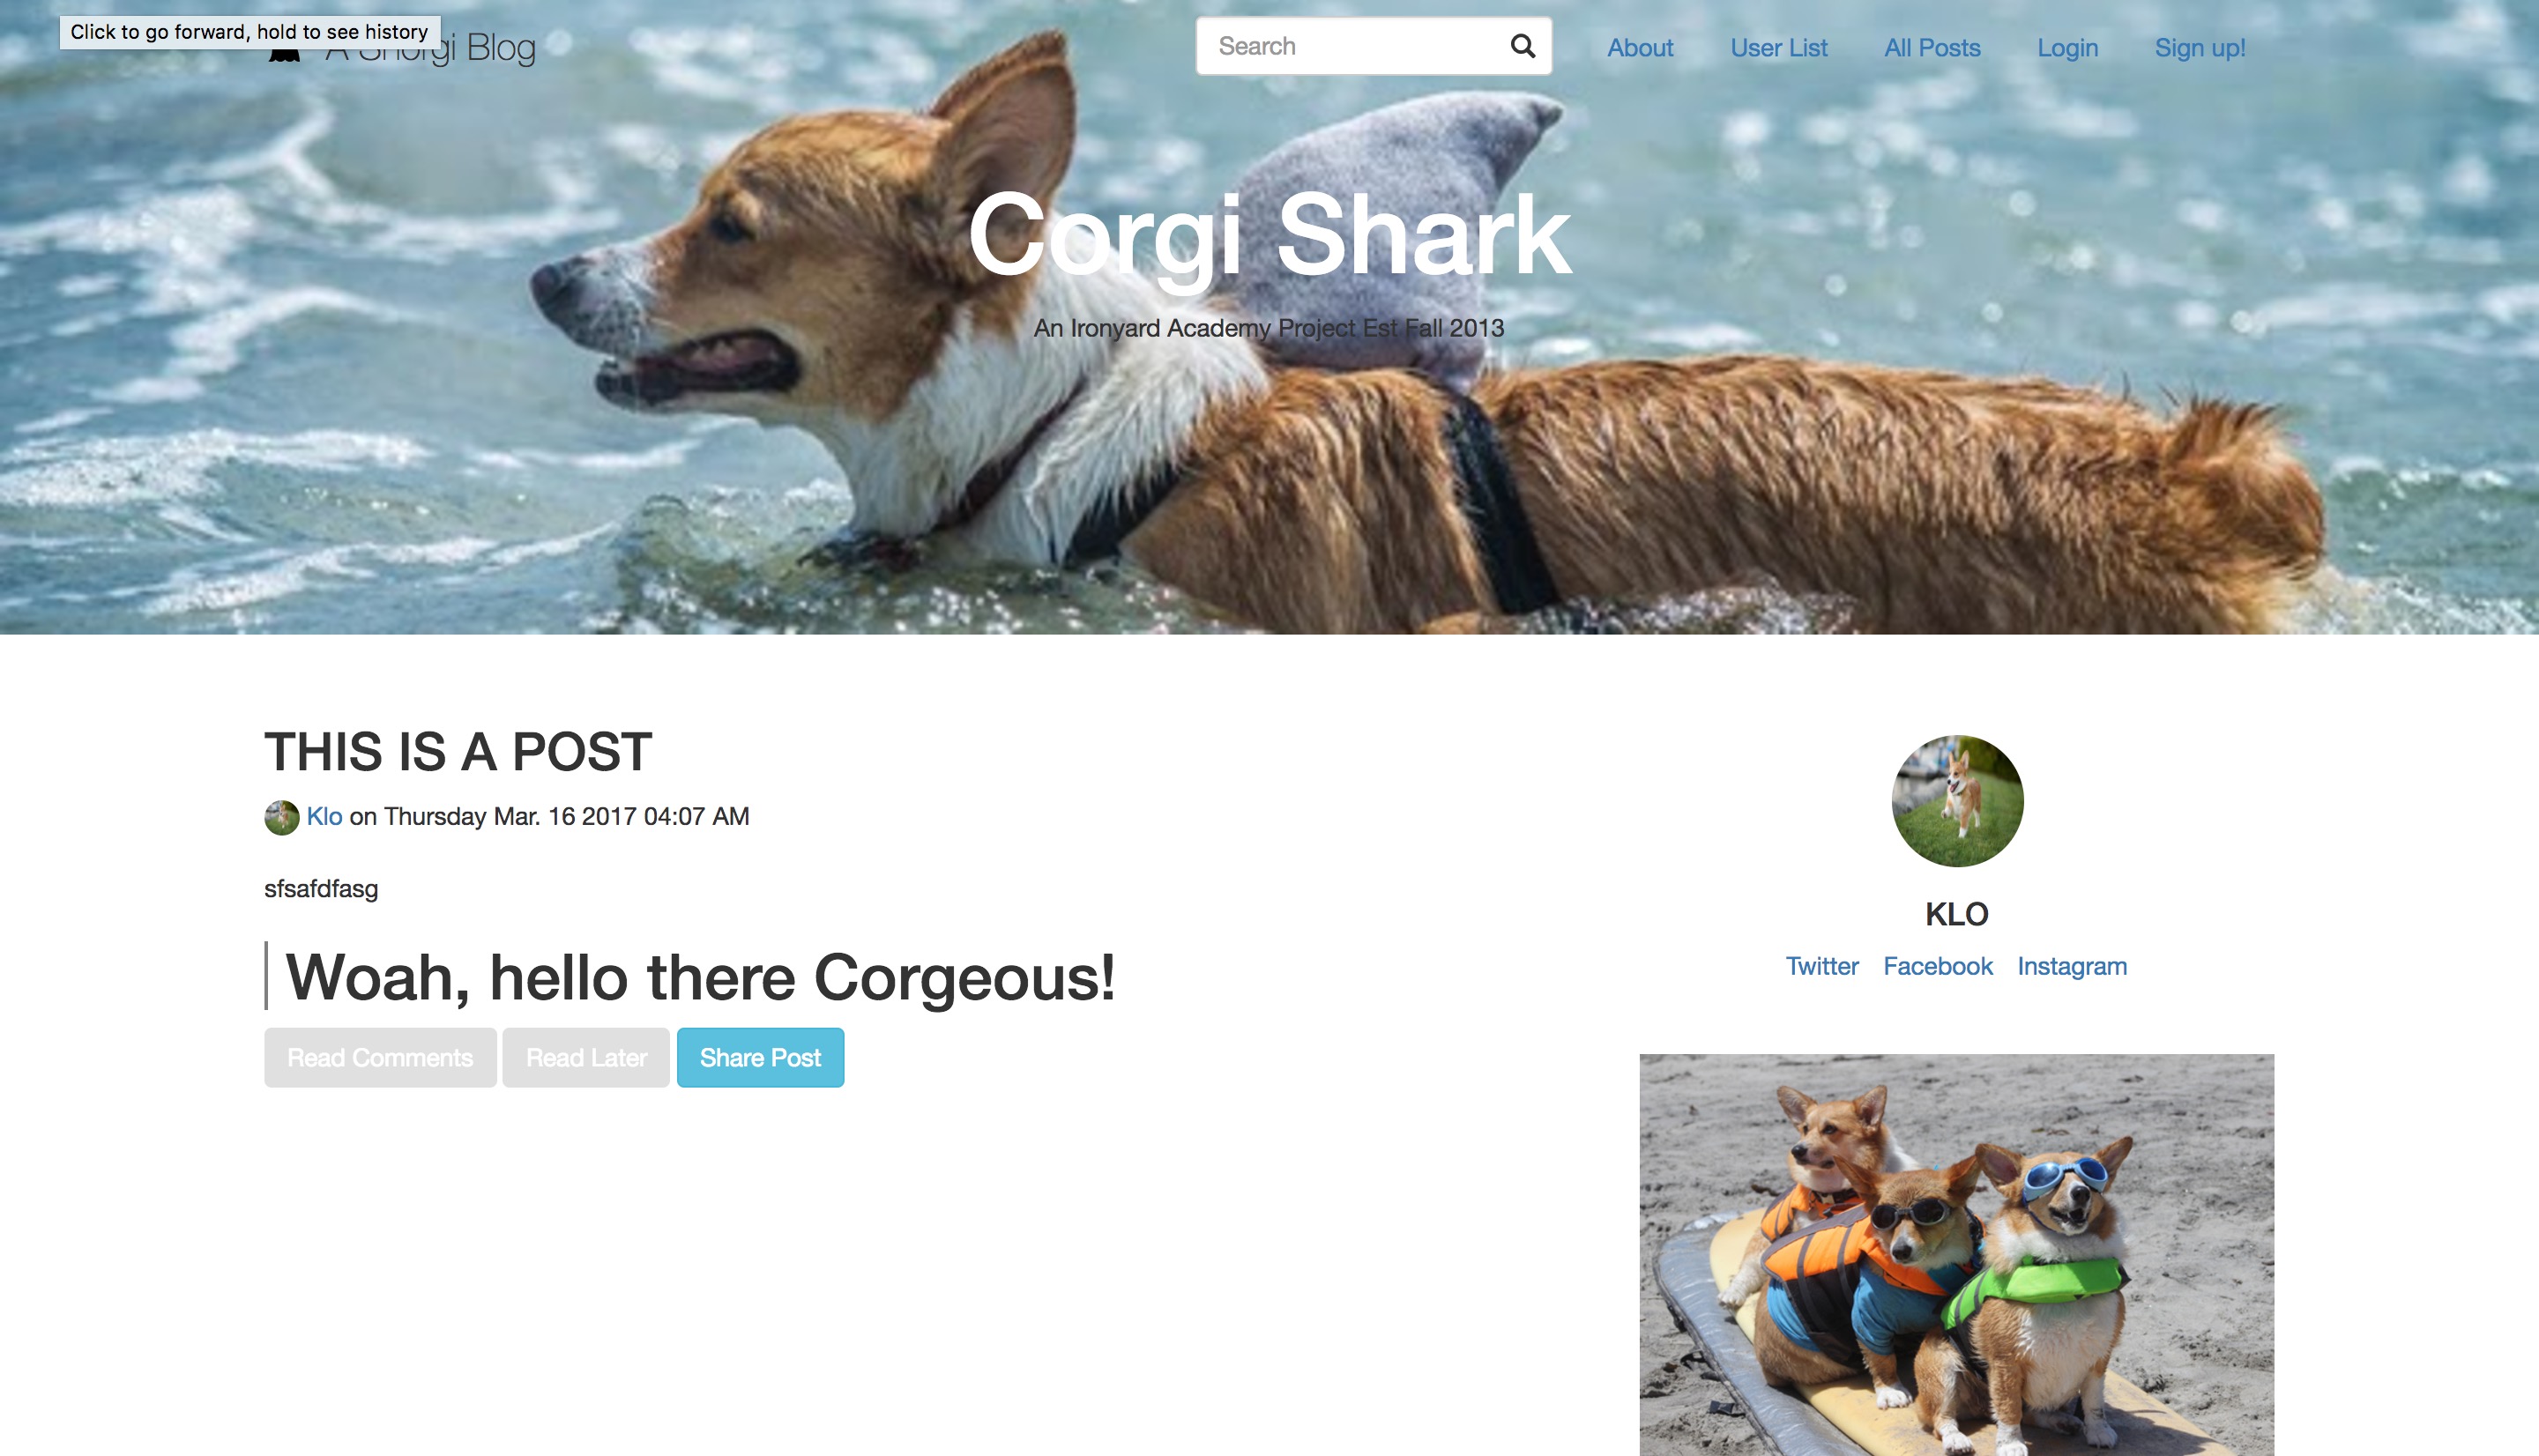 Click to go forward, hold to see history
gi Blog
Search
About
User List
All Posts
Login
Sign up!
Corgi Shark
An Ironyard Academy Project Est Fall 2013
THIS IS A POST
Klo on Thursday Mar. 16 2017 04:07 AM
sfsafdfasg
Woah, hello there Corgeous!
Read Comments
Read Later
Share Post
KLO
Twitter Facebook Instagram